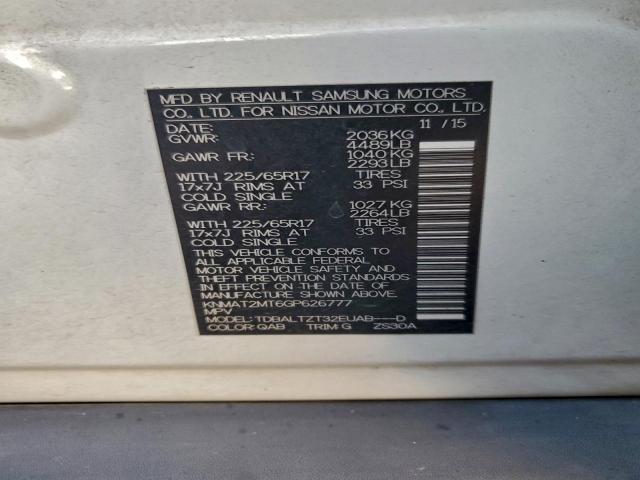 MFD BY RENAULT SAMSUNG MOTORS
CO., LTD. FOR NISSAN MOTOR CO., LTD.
DATE: 11 / 15
GVWR: 2036KG
4489LB
GAWR FR: 1040 KG
2293LB
WITH 225/65R17 TIRES
17x7J RIMS AT 33 PSI
COLD SINGLE
GAWR RR: 1027 KG
2264LB
WITH 225/65R17 TIRES
17x7J RIMS AT 33 PSI
COLD SINGLE
THIS VEHICLE CONFORMS TO
ALL APPLICABLE FEDERAL
MOTOR VEHICLE SAFETY AND
THEFT PREVENTION STANDARDS
IN EFFECT ON THE DATE OF
MANUFACTURE SHOWN ABOVE.
KNMAT2MT6GP626777
MPV
MODEL: TDBALTZT32EUAB----D
COLOR: QAB TRIM: G ZS30A